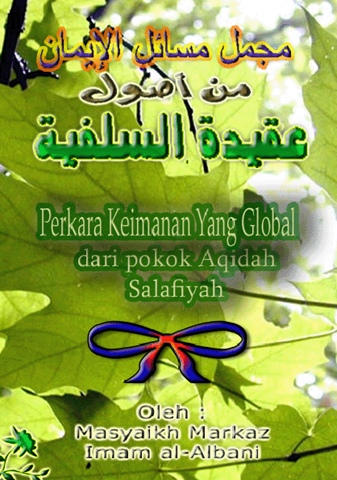 مجمل مسائل الإيمان
من أصول
عقيدة السلفية
Perkara Keimanan Yang Global
dari pokok Aqidah
Salafiyah
Oleh :
Masyaikh Markaz
Imam al-Albani